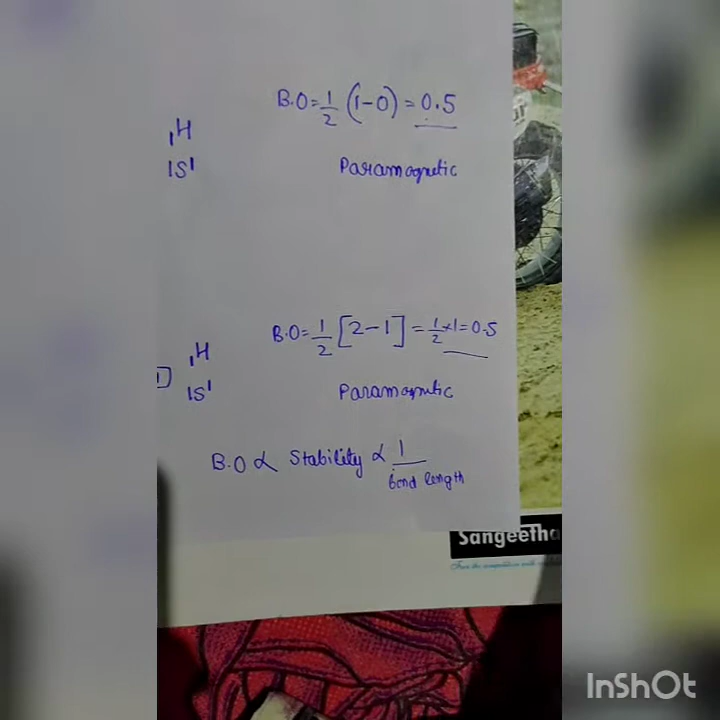 B.O = 1/2 (1-0) = 0.5
₁H
1S¹
Paramagnetic
B.O = 1/2 [2-1] = 1/2 × 1 = 0.5
₁H
1S¹
Paramagnetic
B.O ∝ Stability ∝ 1/bond length
Sangeetha
InShOt